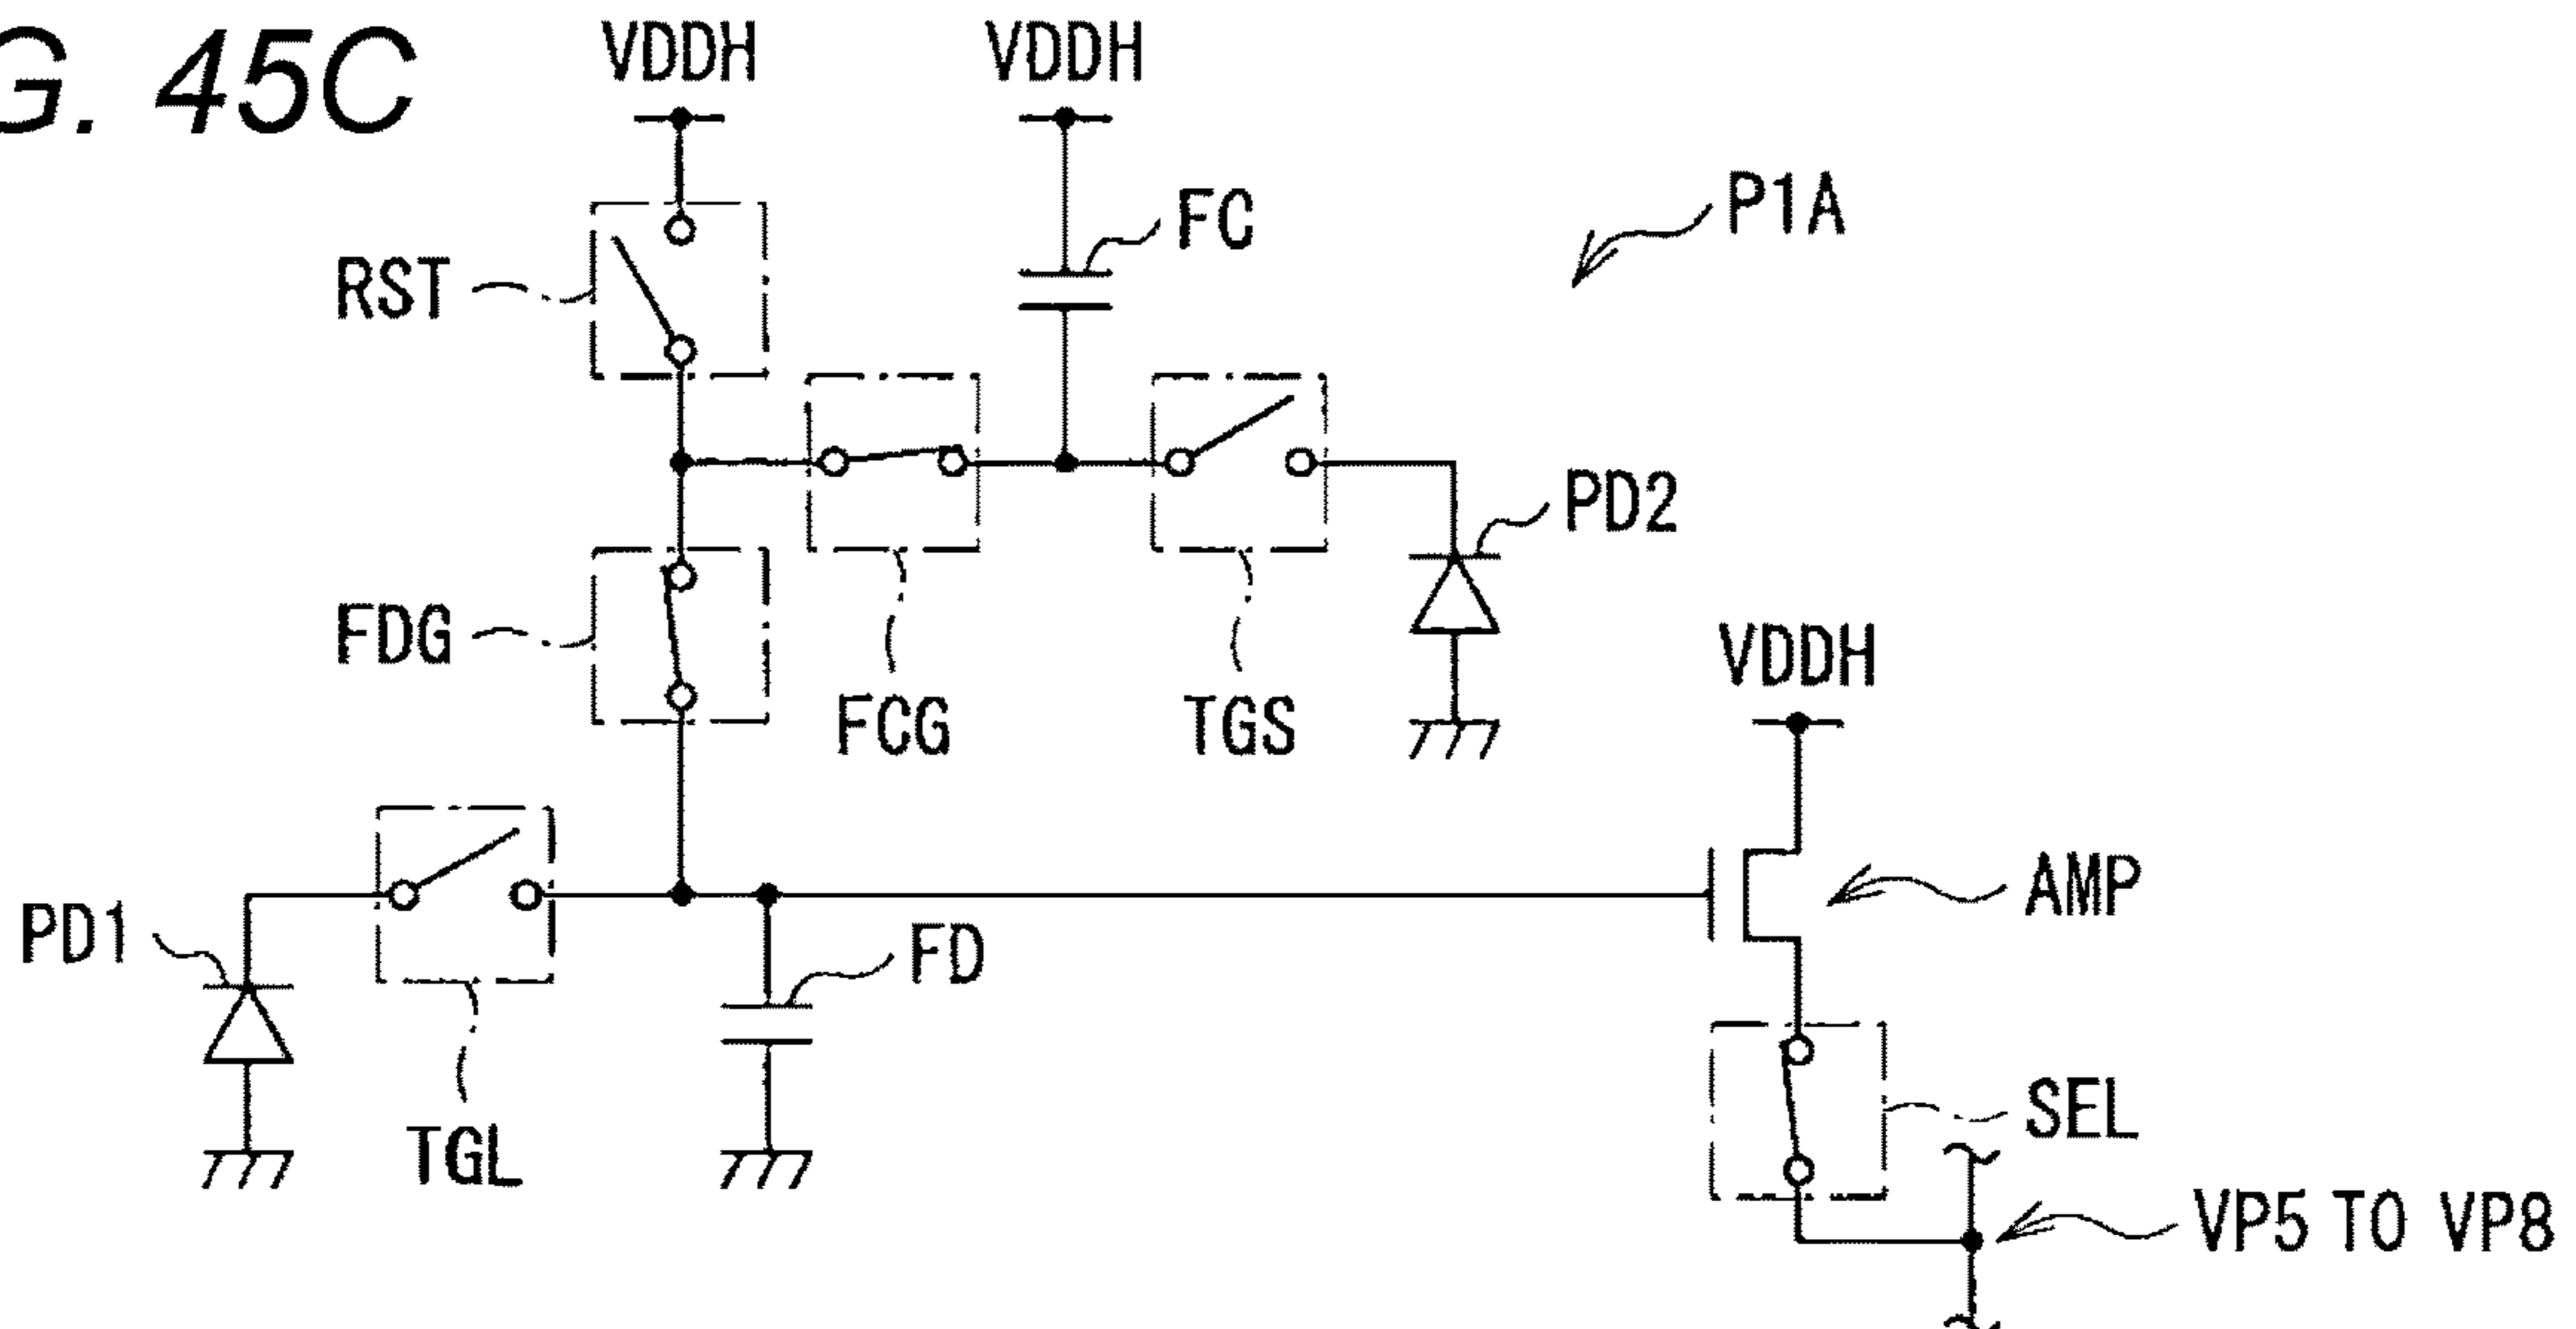 G. 45C
VDDH
VDDH
P1A
FC
RST
PD2
FDG
VDDH
FCG
TGS
AMP
PD1
FD
SEL
TGL
VP5 TO VP8